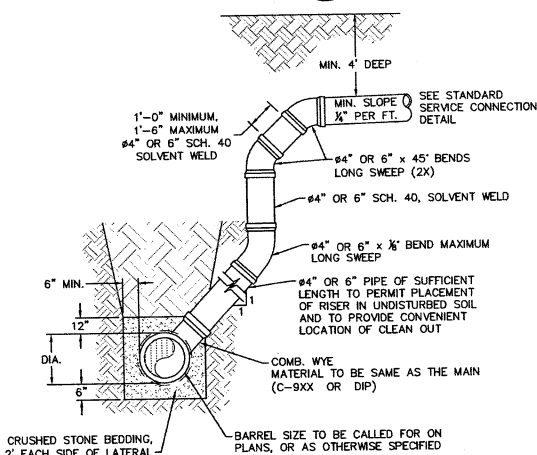 MIN. 4' DEEP
SEE STANDARD
SERVICE CONNECTION
DETAIL
MIN. SLOPE
¼" PER FT.
1'-0" MINIMUM,
1'-6" MAXIMUM
ø4" OR 6" SCH. 40
SOLVENT WELD
ø4" OR 6" x 45° BENDS
LONG SWEEP (2X)
ø4" OR 6" SCH. 40, SOLVENT WELD
ø4" OR 6" x ⅛" BEND MAXIMUM
LONG SWEEP
6" MIN.
ø4" OR 6" PIPE OF SUFFICIENT
LENGTH TO PERMIT PLACEMENT
OF RISER IN UNDISTURBED SOIL
AND TO PROVIDE CONVENIENT
LOCATION OF CLEAN OUT
1
1
12"
DIA.
6"
COMB. WYE
MATERIAL TO BE SAME AS THE MAIN
(C-9XX OR DIP)
CRUSHED STONE BEDDING,
2' EACH SIDE OF LATERAL
BARREL SIZE TO BE CALLED FOR ON
PLANS, OR AS OTHERWISE SPECIFIED